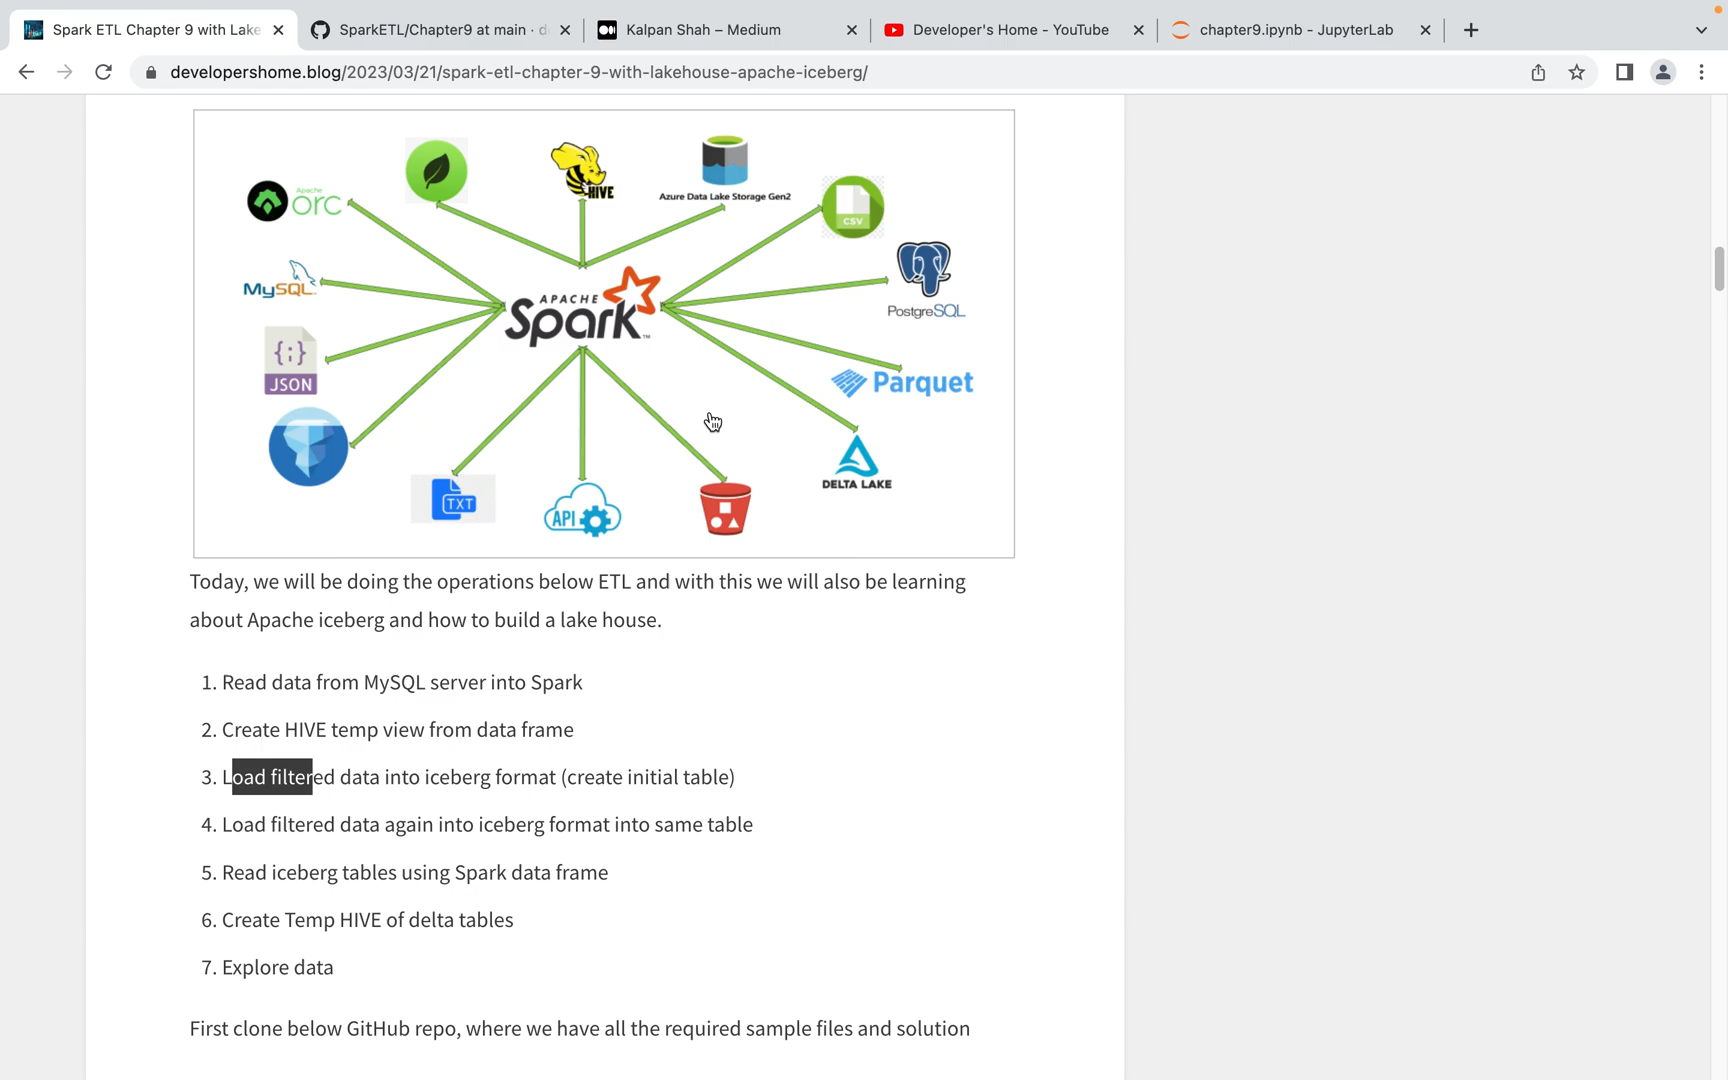 Spark ETL Chapter 9 with Lake
SparkETL/Chapter9 at main · d
Kalpan Shah – Medium
Developer's Home - YouTube
chapter9.ipynb - JupyterLab
developershome.blog/2023/03/21/spark-etl-chapter-9-with-lakehouse-apache-iceberg/
HIVE
Azure Data Lake Storage Gen2
Apache
orc
CSV
MySQL
APACHE
Spark
TM
PostgreSQL
{;}
JSON
Parquet
DELTA LAKE
TXT
API
Today, we will be doing the operations below ETL and with this we will also be learning
about Apache iceberg and how to build a lake house.
1. Read data from MySQL server into Spark
2. Create HIVE temp view from data frame
3. Load filtered data into iceberg format (create initial table)
4. Load filtered data again into iceberg format into same table
5. Read iceberg tables using Spark data frame
6. Create Temp HIVE of delta tables
7. Explore data
First clone below GitHub repo, where we have all the required sample files and solution